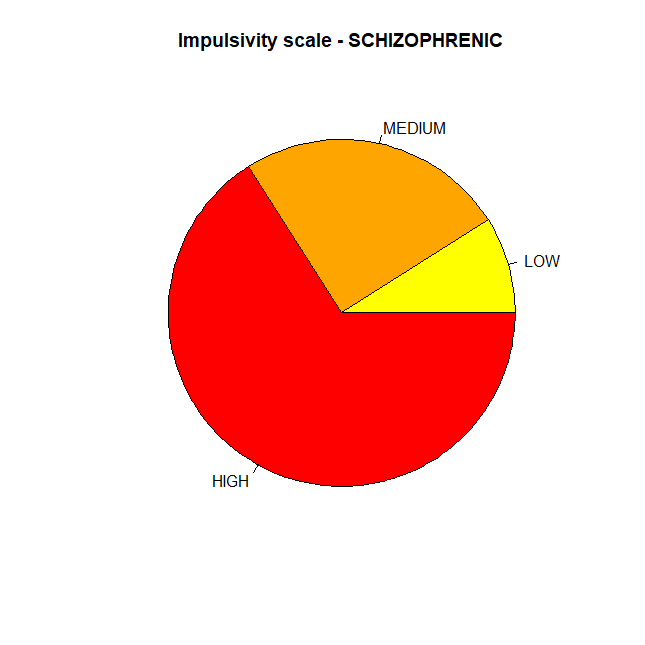 Impulsivity scale - SCHIZOPHRENIC
MEDIUM
LOW
HIGH